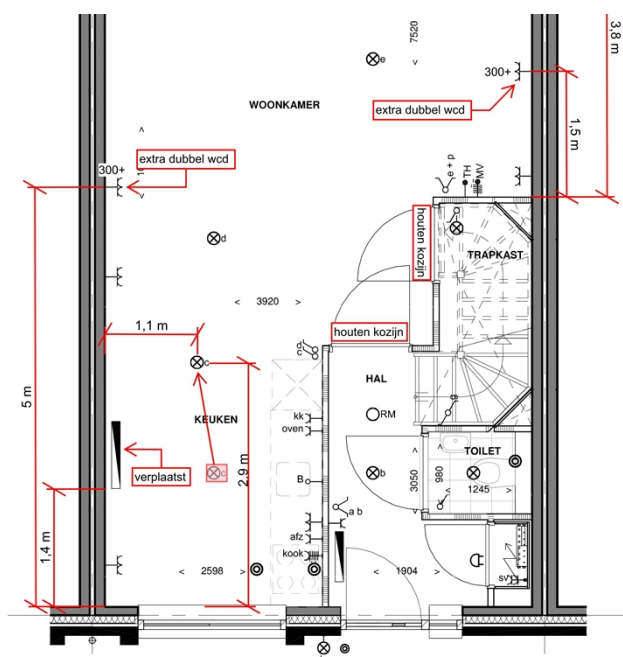 7520
3,8 m
e
300+
WOONKAMER
extra dubbel wcd
1,5 m
extra dubbel wcd
300+
e + p
TH
MV
houten kozijn
TRAPKAST
d
3920
1,1 m
houten kozijn
d
c
c
HAL
5 m
KEUKEN
kk
oven
RM
g
TOILET
verplaatst
c
2,9 m
B
b
3050
980
1245
1,4 m
a b
afz
kook
2598
1904
sv